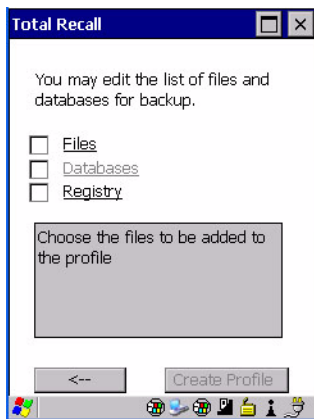 Total Recall
You may edit the list of files and
databases for backup.
Files
Databases
Registry
Choose the files to be added to
the profile
<-- Create Profile